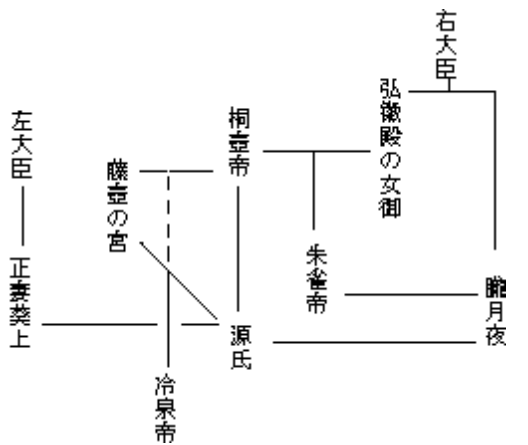 右大臣
弘徽殿の女御
桐壺帝
藤壺の宮
左大臣
朱雀帝
朧月夜
正妻葵上
源氏
冷泉帝